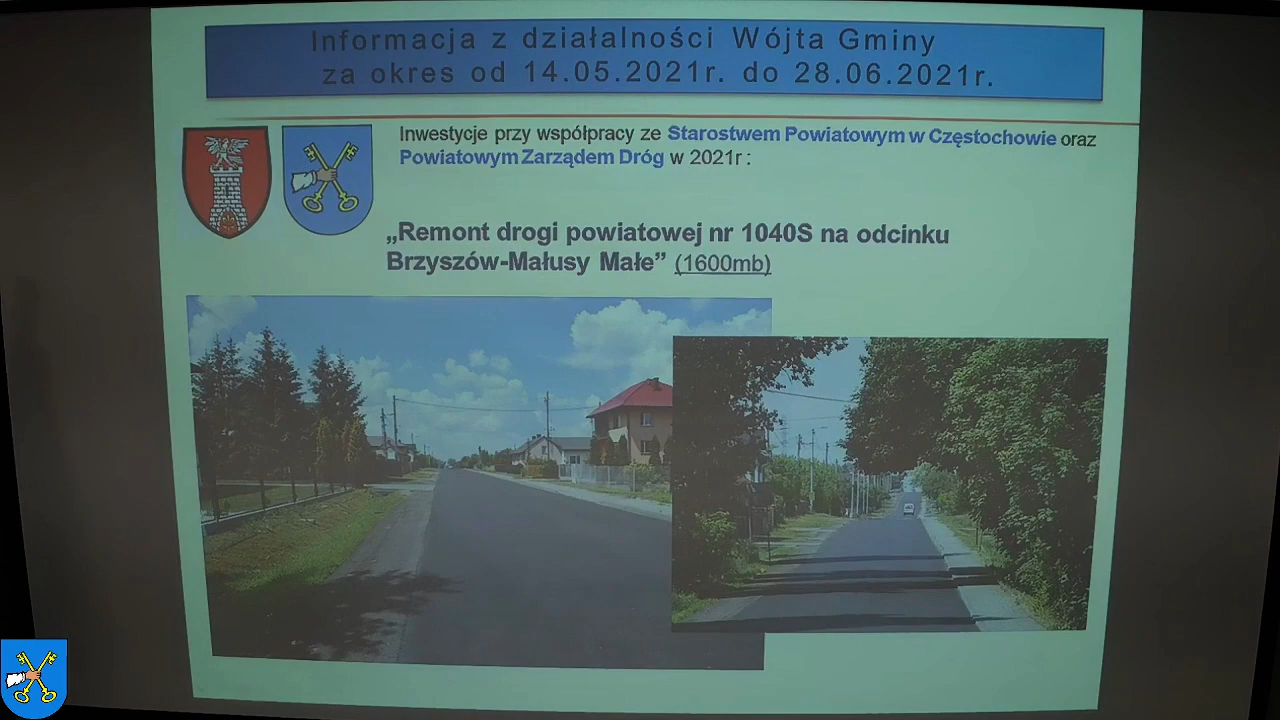 Informacja z działalności Wójta Gminy
za okres od 14.05.2021r. do 28.06.2021r.
Inwestycje przy współpracy ze Starostwem Powiatowym w Częstochowie oraz
Powiatowym Zarządem Dróg w 2021r :
„Remont drogi powiatowej nr 1040S na odcinku
Brzyszów-Małusy Małe” (1600mb)